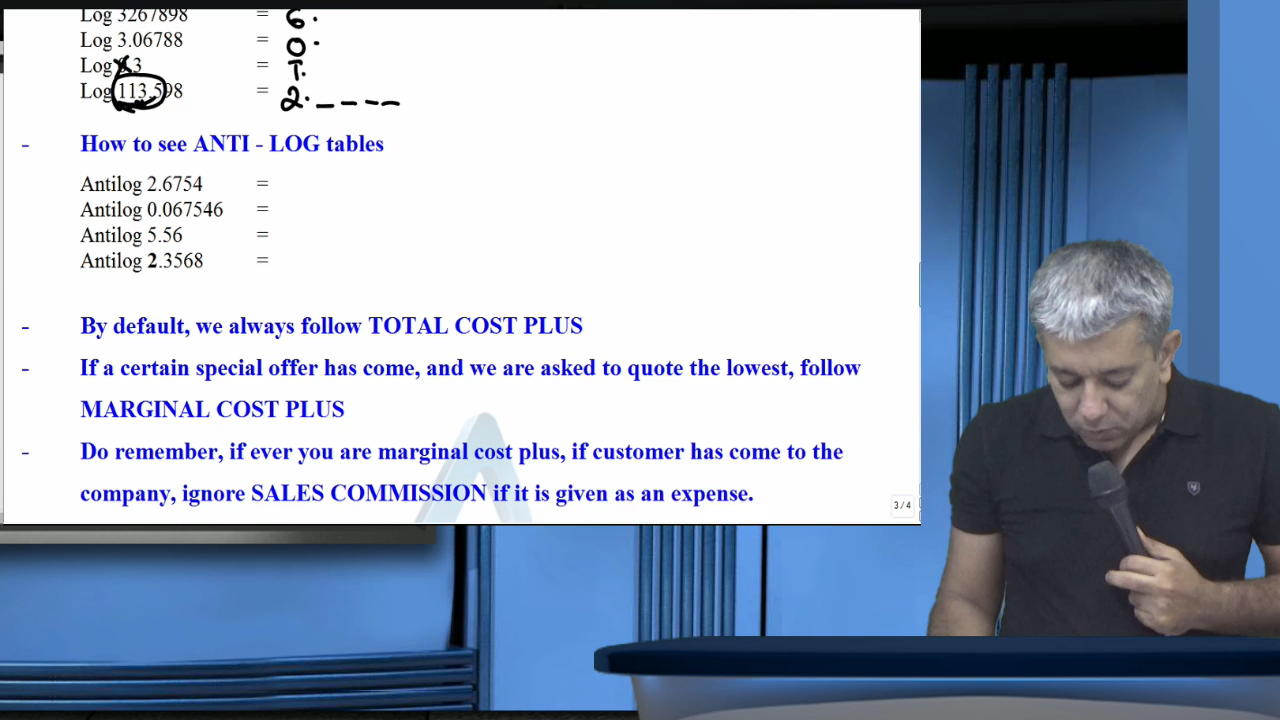 Log 3267898 = 6.
Log 3.06788 = 0.
Log 0.3 = 1.
Log 113.598 = 2. _ _ _ _
- How to see ANTI - LOG tables
Antilog 2.6754 =
Antilog 0.067546 =
Antilog 5.56 =
Antilog 2.3568 =
- By default, we always follow TOTAL COST PLUS
- If a certain special offer has come, and we are asked to quote the lowest, follow
MARGINAL COST PLUS
- Do remember, if ever you are marginal cost plus, if customer has come to the
company, ignore SALES COMMISSION if it is given as an expense.
3 / 4